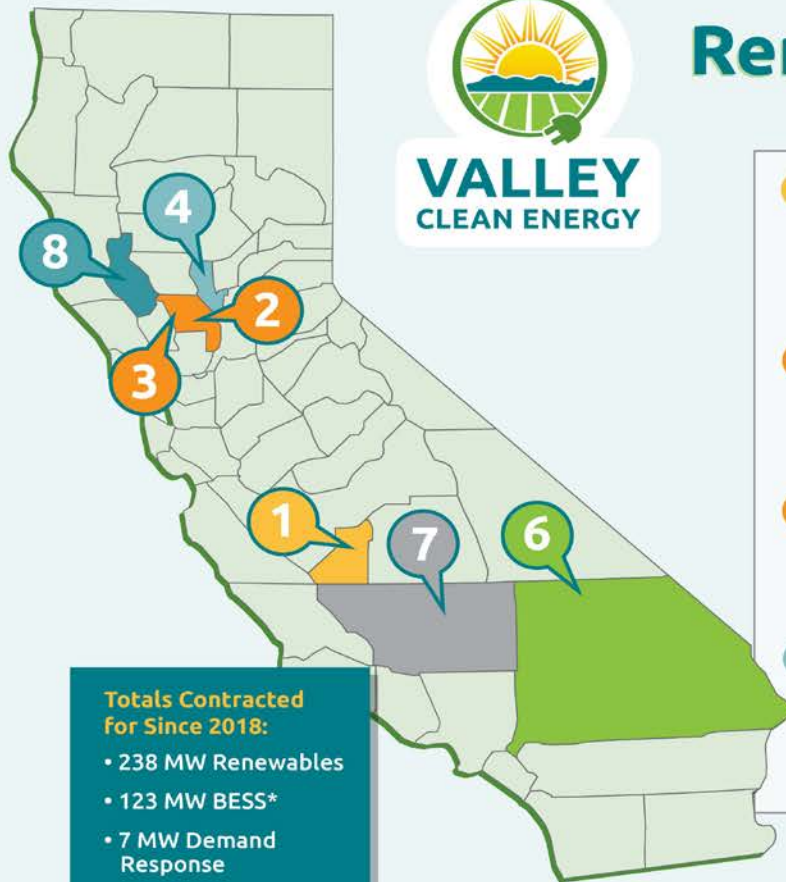 VALLEY
CLEAN ENERGY
Ren
4
8
2
3
1
7
6
Totals Contracted
for Since 2018:
• 238 MW Renewables
• 123 MW BESS*
• 7 MW Demand
Response